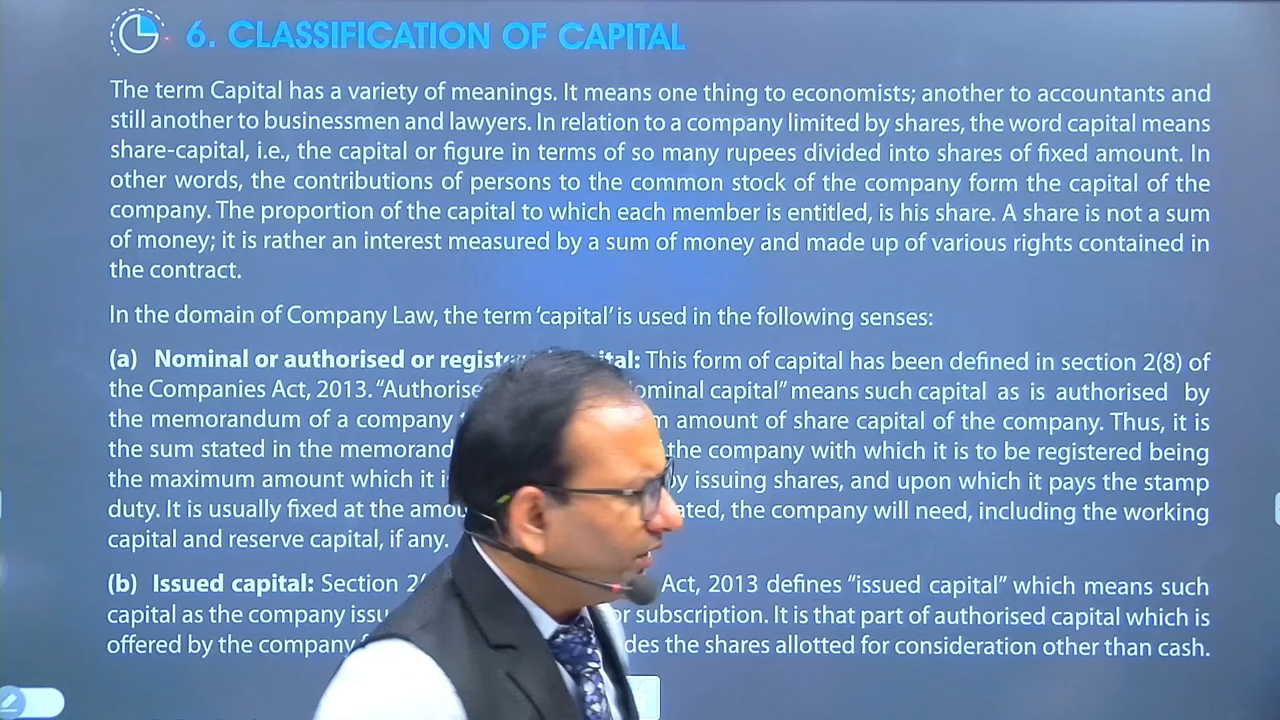 6. CLASSIFICATION OF CAPITAL
The term Capital has a variety of meanings. It means one thing to economists; another to accountants and
still another to businessmen and lawyers. In relation to a company limited by shares, the word capital means
share-capital, i.e., the capital or figure in terms of so many rupees divided into shares of fixed amount. In
other words, the contributions of persons to the common stock of the company form the capital of the
company. The proportion of the capital to which each member is entitled, is his share. A share is not a sum
of money; it is rather an interest measured by a sum of money and made up of various rights contained in
the contract.
In the domain of Company Law, the term ‘capital’ is used in the following senses:
(a) Nominal or authorised or This form of capital has been defined in section 2(8) of
the Companies Act, 2013. capital” means such capital as is authorised by
the memorandum of a company amount of share capital of the company. Thus, it is
the sum stated in the the company with which it is to be registered being
the maximum amount which it by issuing shares, and upon which it pays the stamp
duty. It is usually fixed at the the company will need, including the working
capital and reserve capital, if any.
(b) Issued capital: Section Act, 2013 defines “issued capital” which means such
capital as the company subscription. It is that part of authorised capital which is
offered by the company the shares allotted for consideration other than cash.